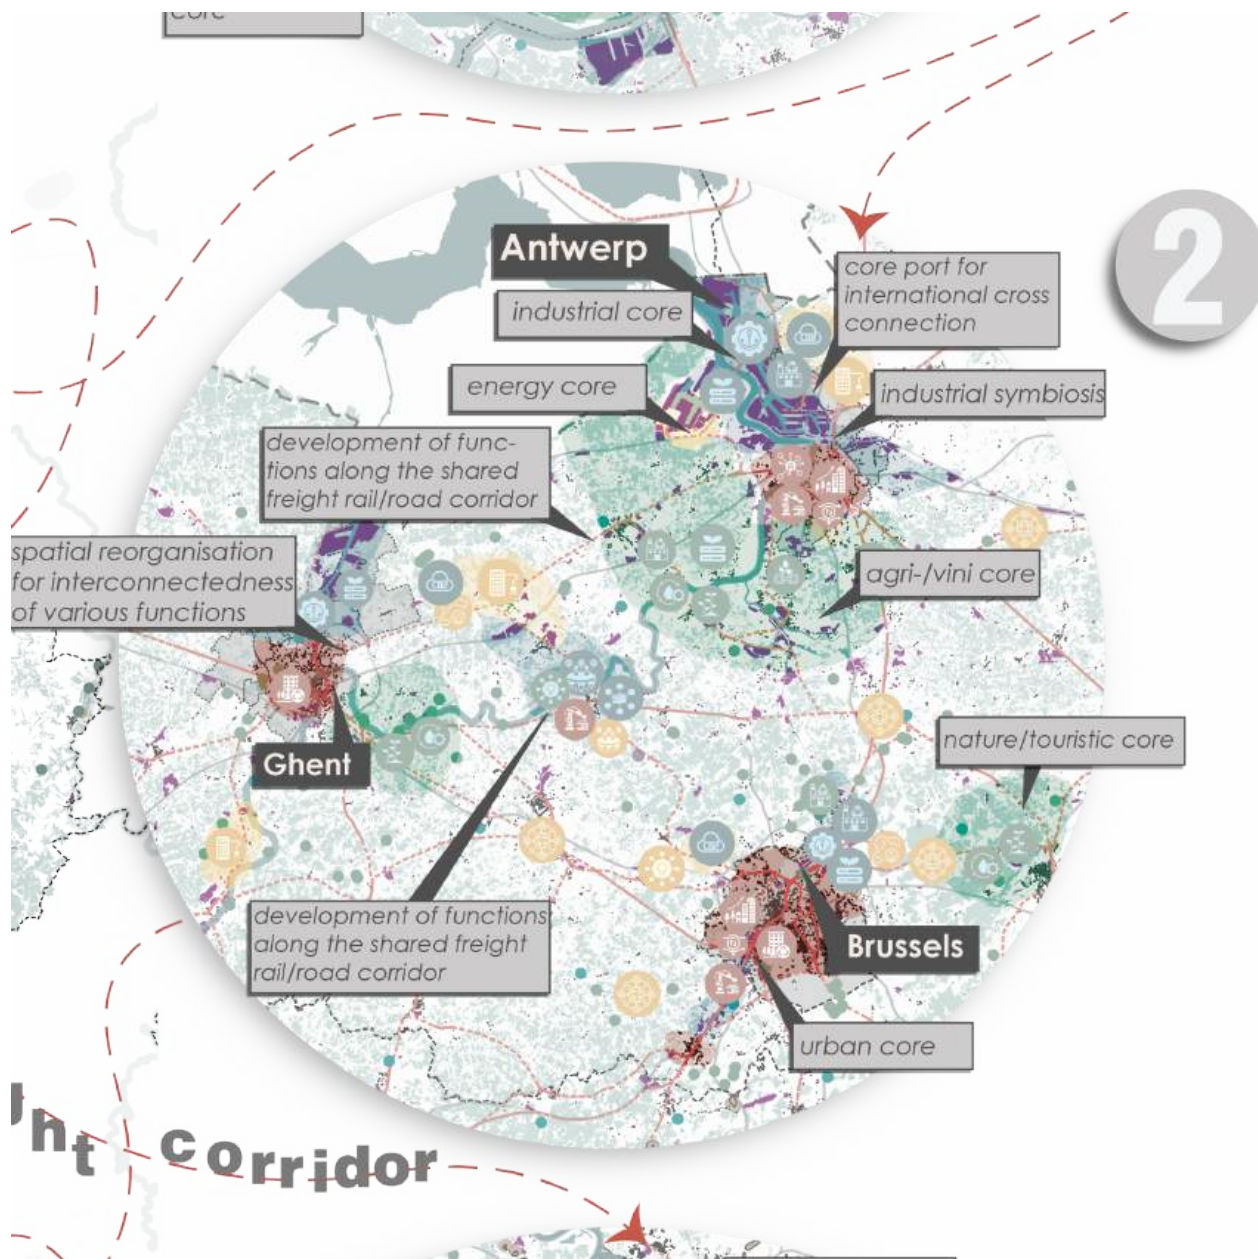 core
2
Antwerp
core port for
international cross
connection
industrial core
energy core
industrial symbiosis
development of func-
tions along the shared
freight rail/road corridor
spatial reorganisation
for interconnectedness
of various functions
agri-/vini core
nature/touristic core
Ghent
development of functions
along the shared freight
rail/road corridor
Brussels
urban core
ht corridor